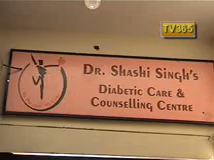 TV365
Dr. Shashi Singh's
Diabetic Care &
Counselling Centre